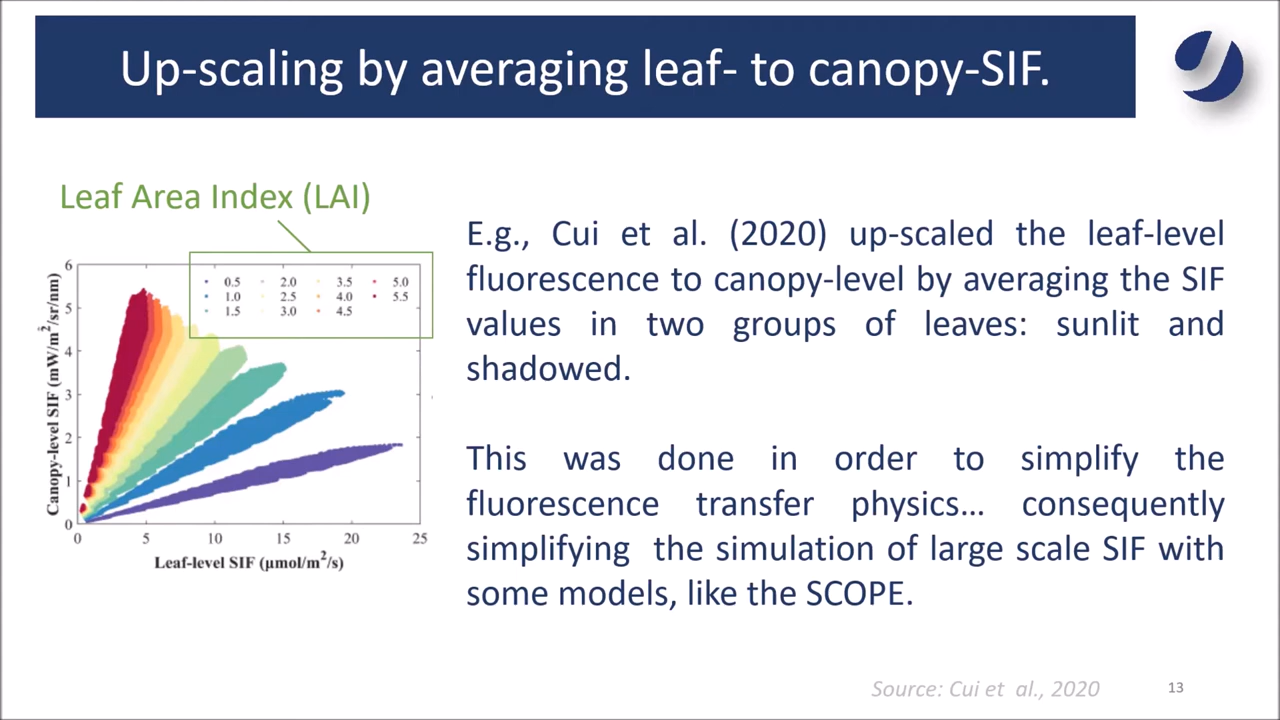 Up-scaling by averaging leaf- to canopy-SIF.
Leaf Area Index (LAI)
E.g., Cui et al. (2020) up-scaled the leaf-level
fluorescence to canopy-level by averaging the SIF
values in two groups of leaves: sunlit and
shadowed.
This was done in order to simplify the
fluorescence transfer physics... consequently
simplifying the simulation of large scale SIF with
some models, like the SCOPE.
0.5 2.0 3.5 5.0
1.0 2.5 4.0 5.5
1.5 3.0 4.5
6
5
4
3
2
1
0
Canopy-level SIF (mW/m²/sr/nm)
0 5 10 15 20 25
Leaf-level SIF (μmol/m²/s)
Source: Cui et al., 2020
13